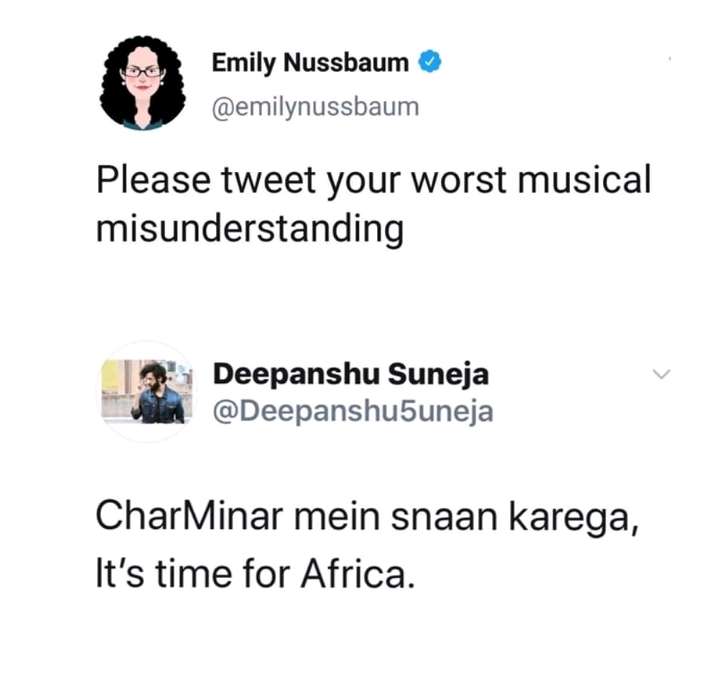 Emily Nussbaum
@emilynussbaum
Please tweet your worst musical
misunderstanding
Deepanshu Suneja
@Deepanshu5uneja
CharMinar mein snaan karega,
It's time for Africa.